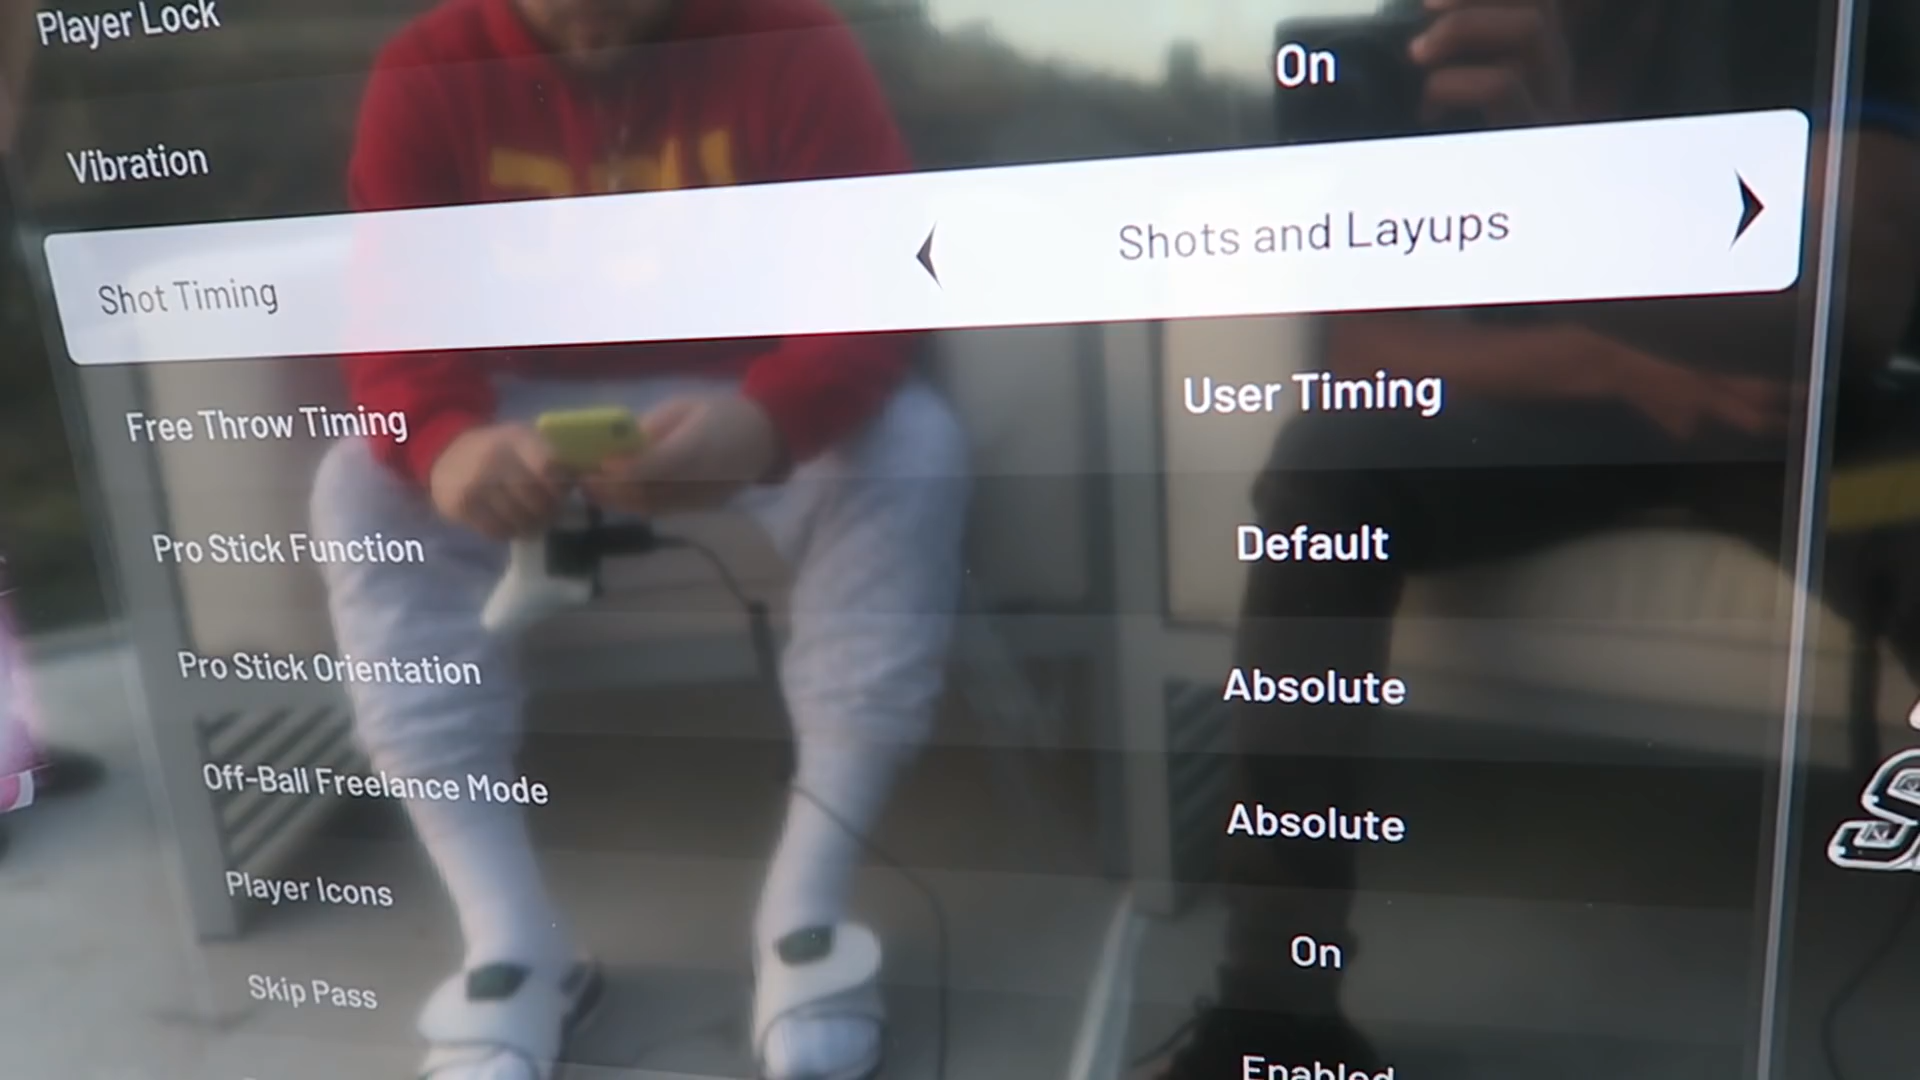 Player Lock
Vibration On
Shot Timing Shots and Layups
Free Throw Timing User Timing
Pro Stick Function Default
Pro Stick Orientation Absolute
Off-Ball Freelance Mode Absolute
Player Icons On
Skip Pass Enabled